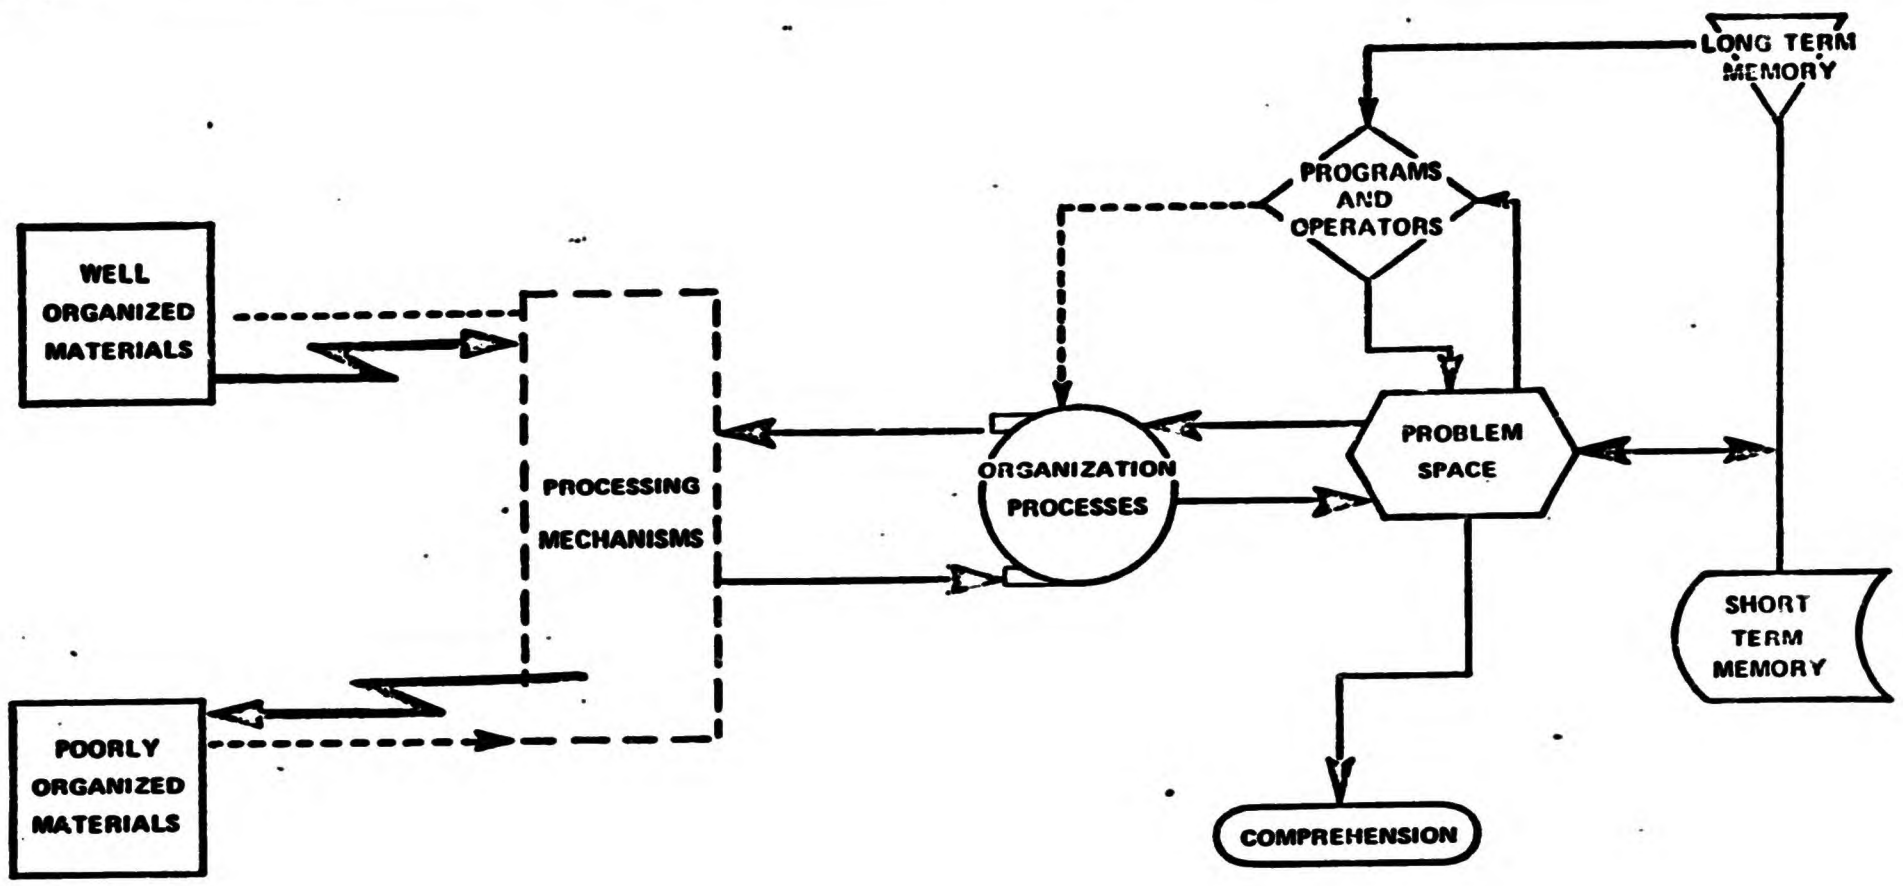 LONG TERM
MEMORY
PROGRAMS
AND
OPERATORS
WELL
ORGANIZED
MATERIALS
PROCESSING
MECHANISMS
ORGANIZATION
PROCESSES
PROBLEM
SPACE
SHORT
TERM
MEMORY
POORLY
ORGANIZED
MATERIALS
COMPREHENSION